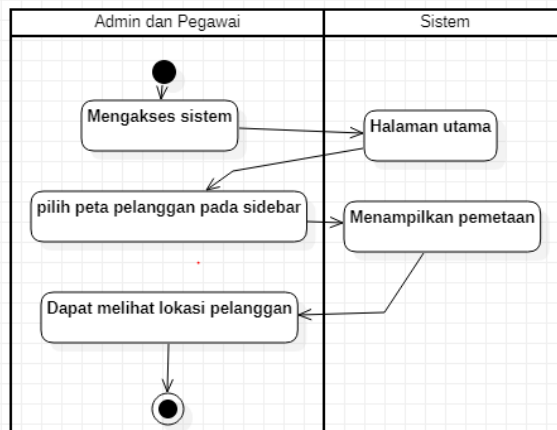 Admin dan Pegawai
Sistem
Mengakses sistem
Halaman utama
pilih peta pelanggan pada sidebar
Menampilkan pemetaan
Dapat melihat lokasi pelanggan